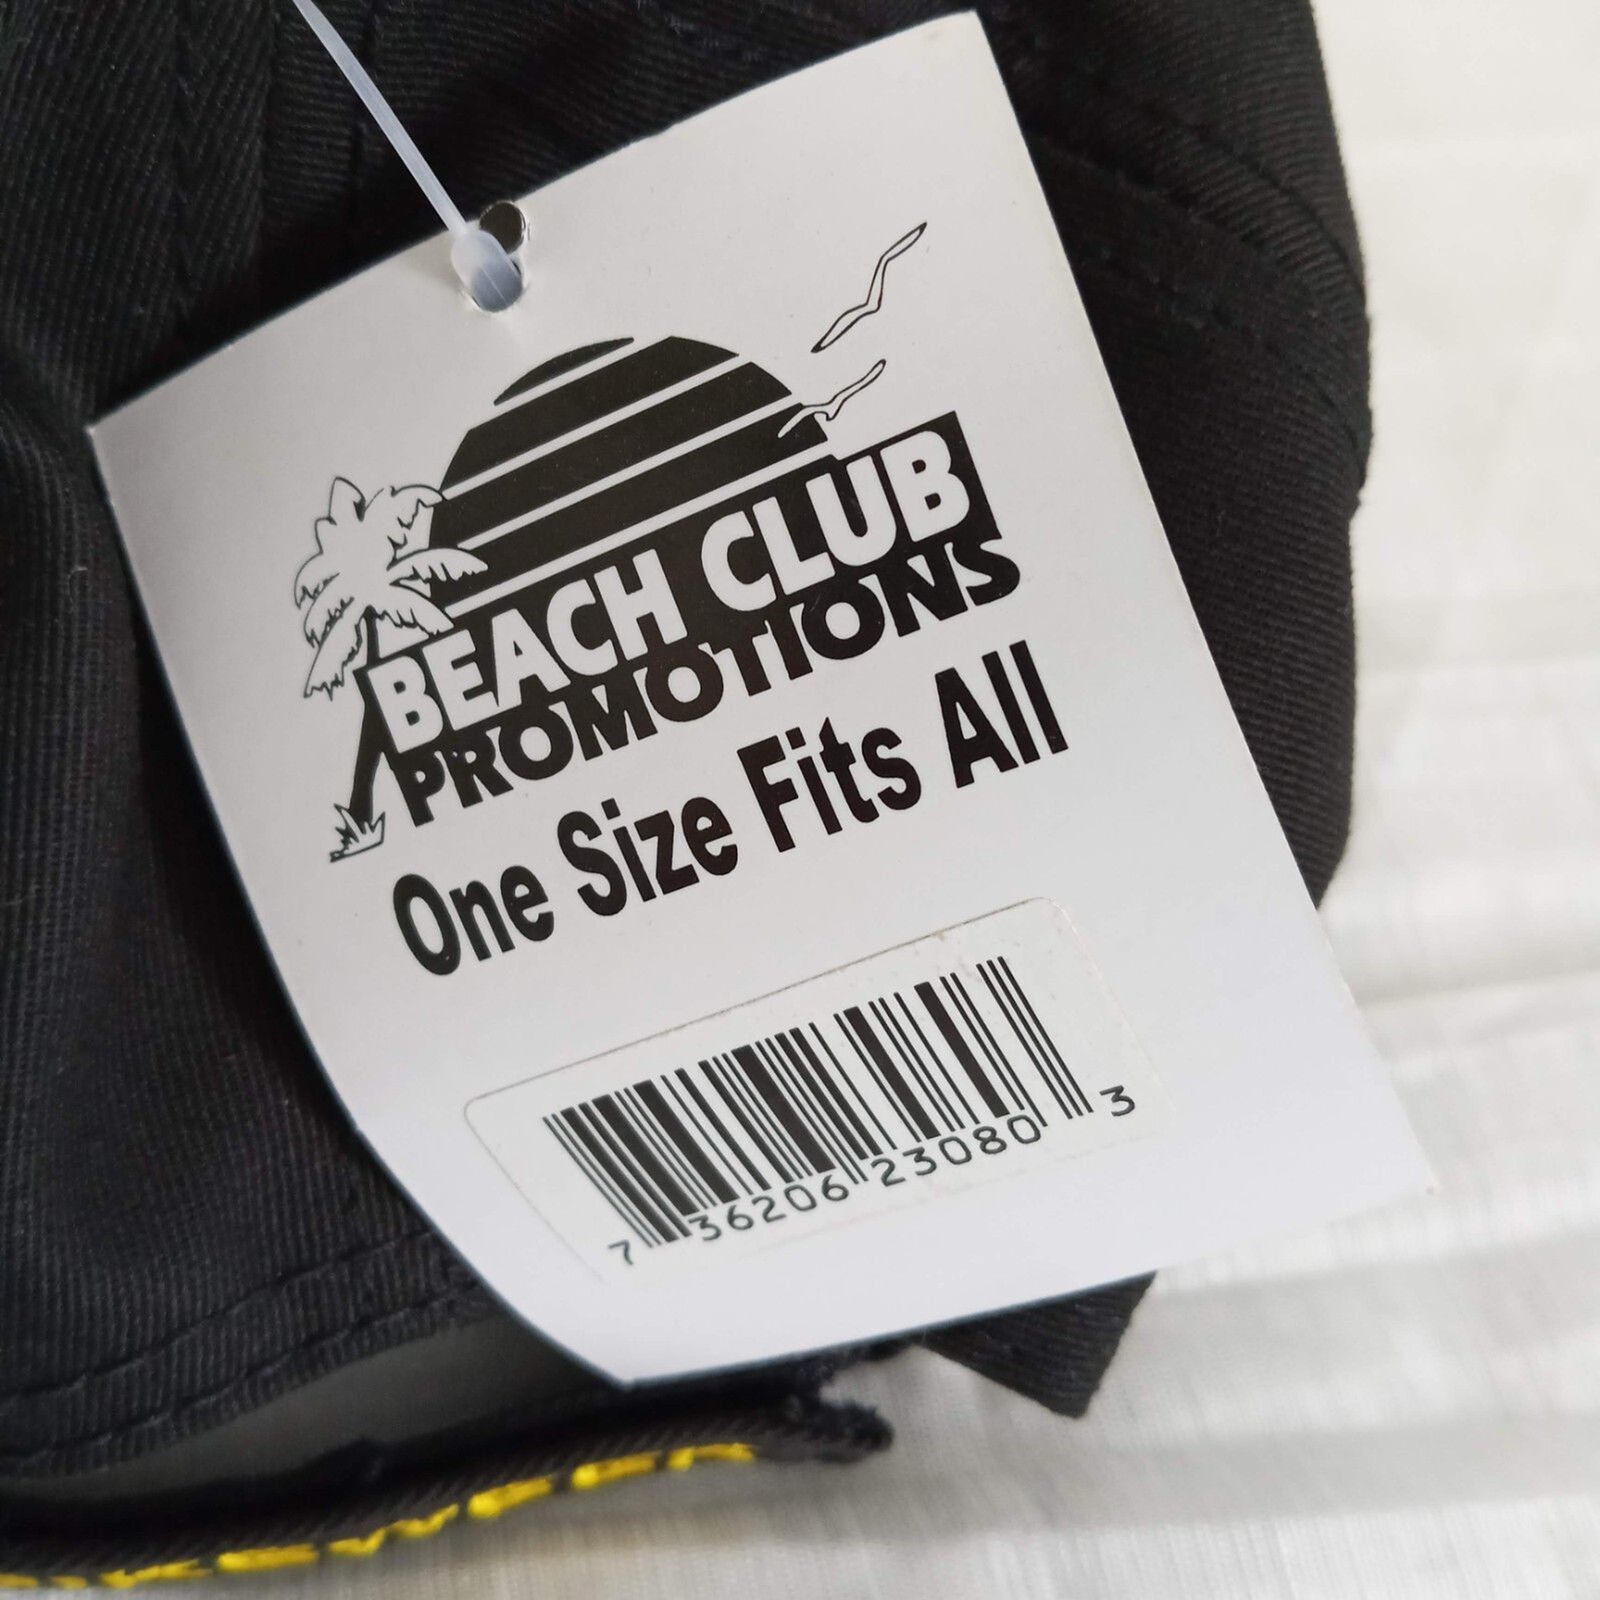 BEACH CLUB
PROMOTIONS
One Size Fits All
7 36206 23080 3